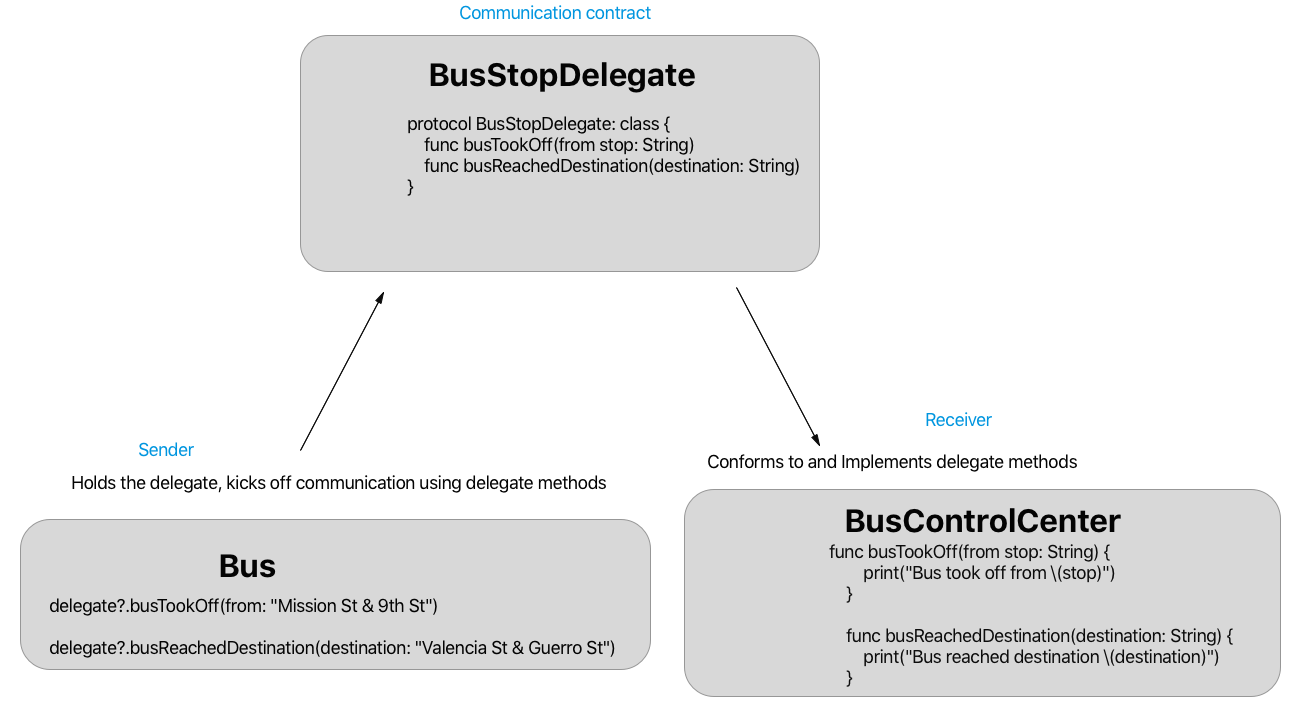 Communication contract
BusStopDelegate
protocol BusStopDelegate: class {
func busTookOff(from stop: String)
func busReachedDestination(destination: String)
}
Sender
Holds the delegate, kicks off communication using delegate methods
Bus
delegate?.busTookOff(from: "Mission St & 9th St")
delegate?.busReachedDestination(destination: "Valencia St & Guerro St")
Receiver
Conforms to and Implements delegate methods
BusControlCenter
func busTookOff(from stop: String) {
print("Bus took off from \(stop)")
}
func busReachedDestination(destination: String) {
print("Bus reached destination \(destination)")
}